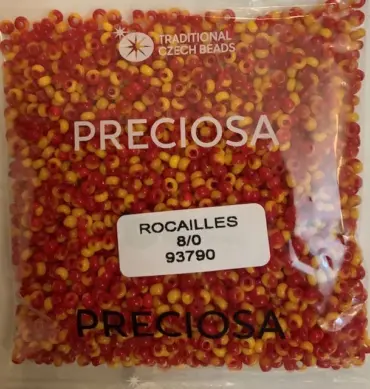 TRADITIONAL
CZECH BEADS
PRECIOSA
ROCAILLES
8/0
93790
PRECIOSA